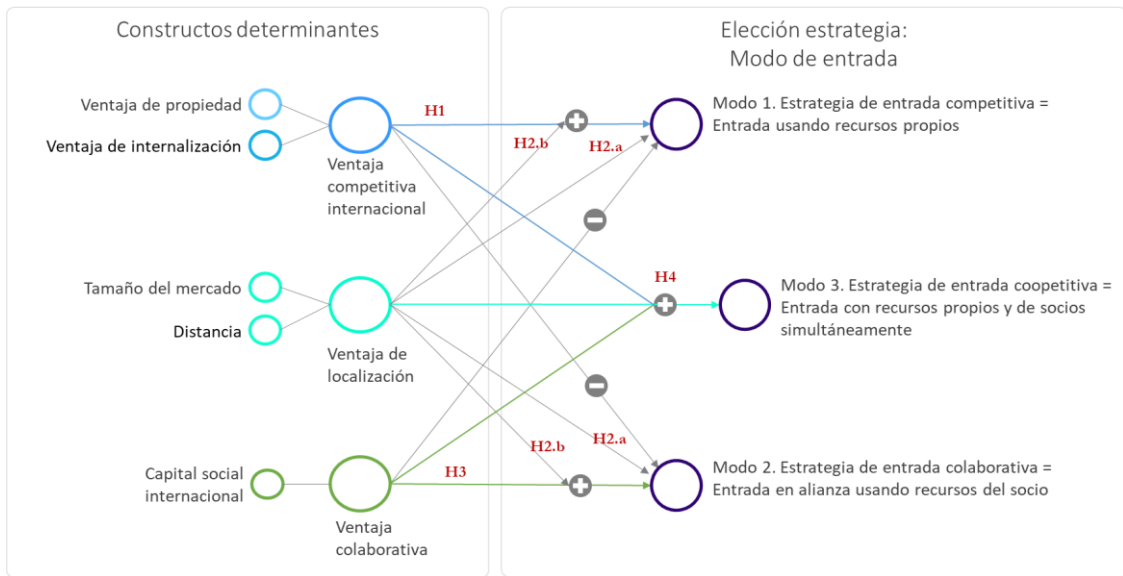 Constructos determinantes
Elección estrategia:
Modo de entrada
Ventaja de propiedad
Ventaja de internalización
Ventaja
competitiva
internacional
H1
H2.b
H2.a
Modo 1. Estrategia de entrada competitiva =
Entrada usando recursos propios
Tamaño del mercado
Distancia
Ventaja de
localización
H4
Modo 3. Estrategia de entrada coopetitiva =
Entrada con recursos propios y de socios
simultáneamente
Capital social
internacional
Ventaja
colaborativa
H3
H2.b
H2.a
Modo 2. Estrategia de entrada colaborativa =
Entrada en alianza usando recursos del socio